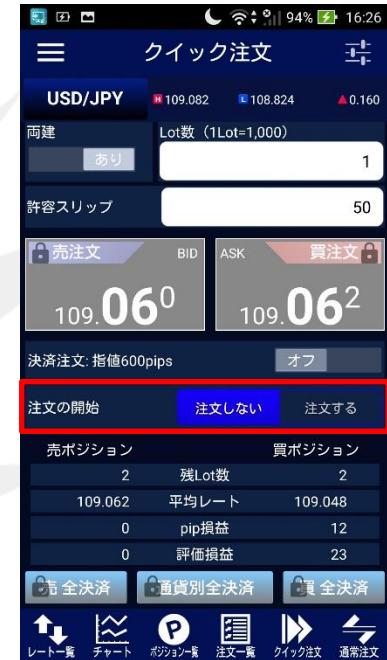 94% 16:26
クイック注文
USD/JPY H 109.082 L 108.824 ▲0.160
両建 Lot数（1Lot=1,000）
あり 1
許容スリップ 50
売注文 BID ASK 買注文
109.060 109.062
決済注文: 指値600pips オフ
注文の開始 注文しない 注文する
売ポジション 買ポジション
2 残Lot数 2
109.062 平均レート 109.048
0 pip損益 12
0 評価損益 23
売 全決済 通貨別全決済 買 全決済
P
レート一覧 チャート ポジション一覧 注文一覧 クイック注文 通常注文